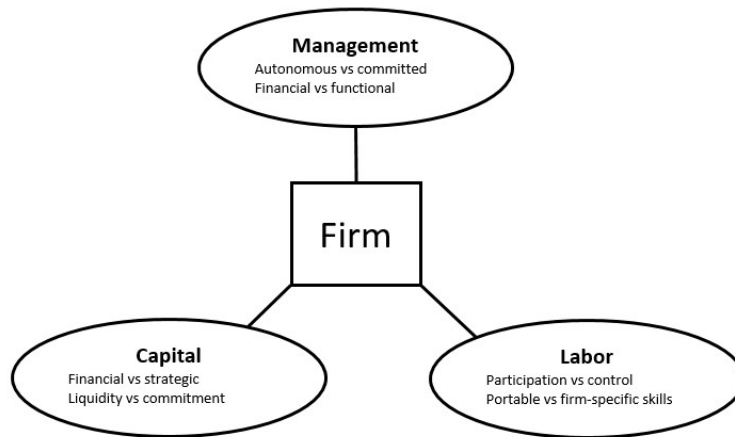 Management
Autonomous vs committed
Financial vs functional
Firm
Capital
Financial vs strategic
Liquidity vs commitment
Labor
Participation vs control
Portable vs firm-specific skills